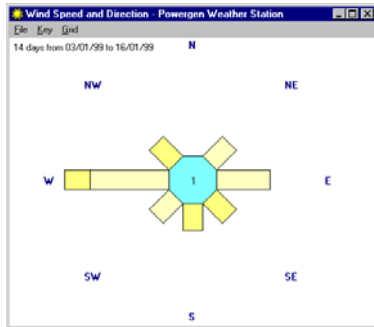 Wind Speed and Direction - Powergen Weather Station
File Key Grid
14 days from 03/01/99 to 16/01/99
N
NW NE
W 1 E
SW SE
S